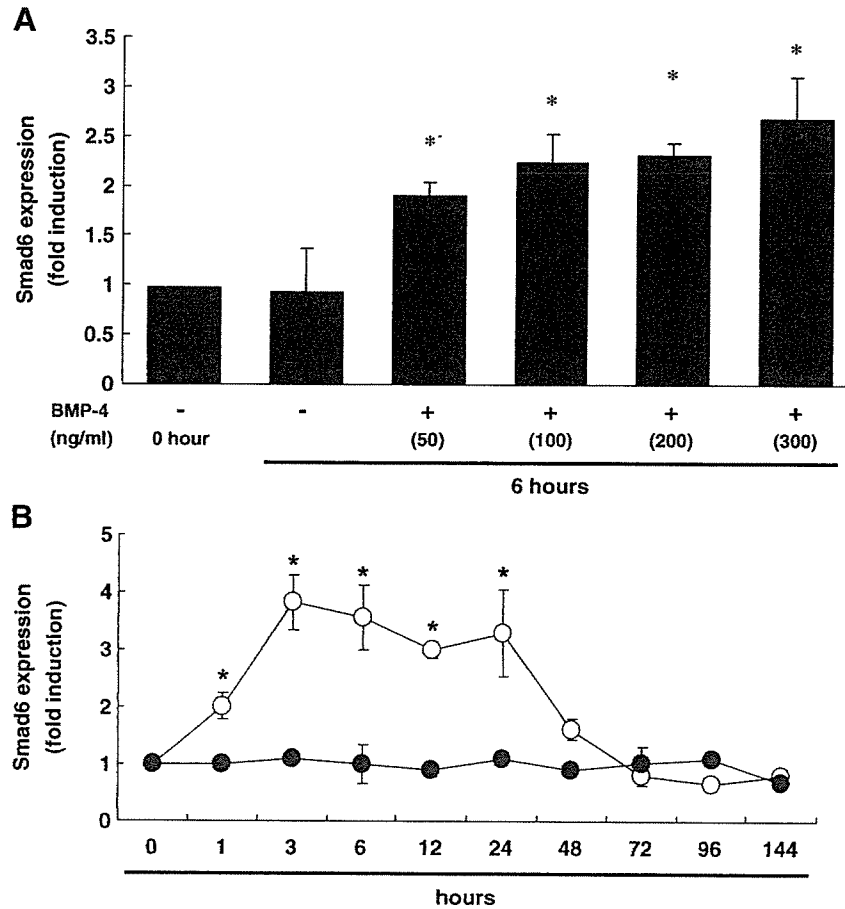 A
Smad6 expression
(fold induction)
3.5
3
2.5
2
1.5
1
0.5
0
* * * *
BMP-4 - - + + + +
(ng/ml) 0 hour (50) (100) (200) (300)
6 hours
B
Smad6 expression
(fold induction)
5
4
3
2
1
0
* * * * *
0 1 3 6 12 24 48 72 96 144
hours